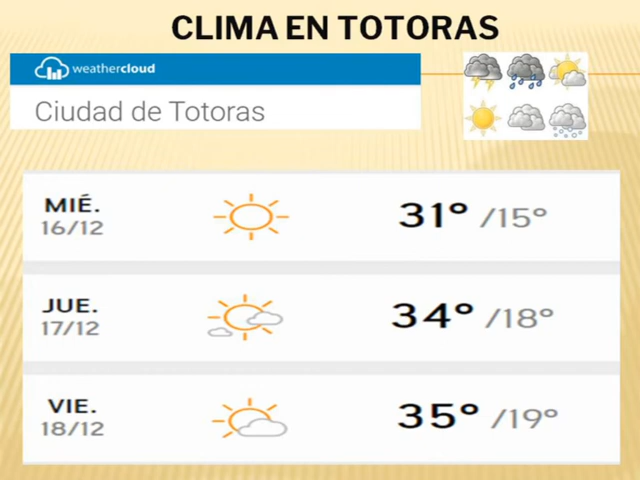 CLIMA EN TOTORAS
weathercloud
Ciudad de Totoras
MIÉ.
16/12
31° /15°
JUE.
17/12
34° /18°
VIE.
18/12
35° /19°